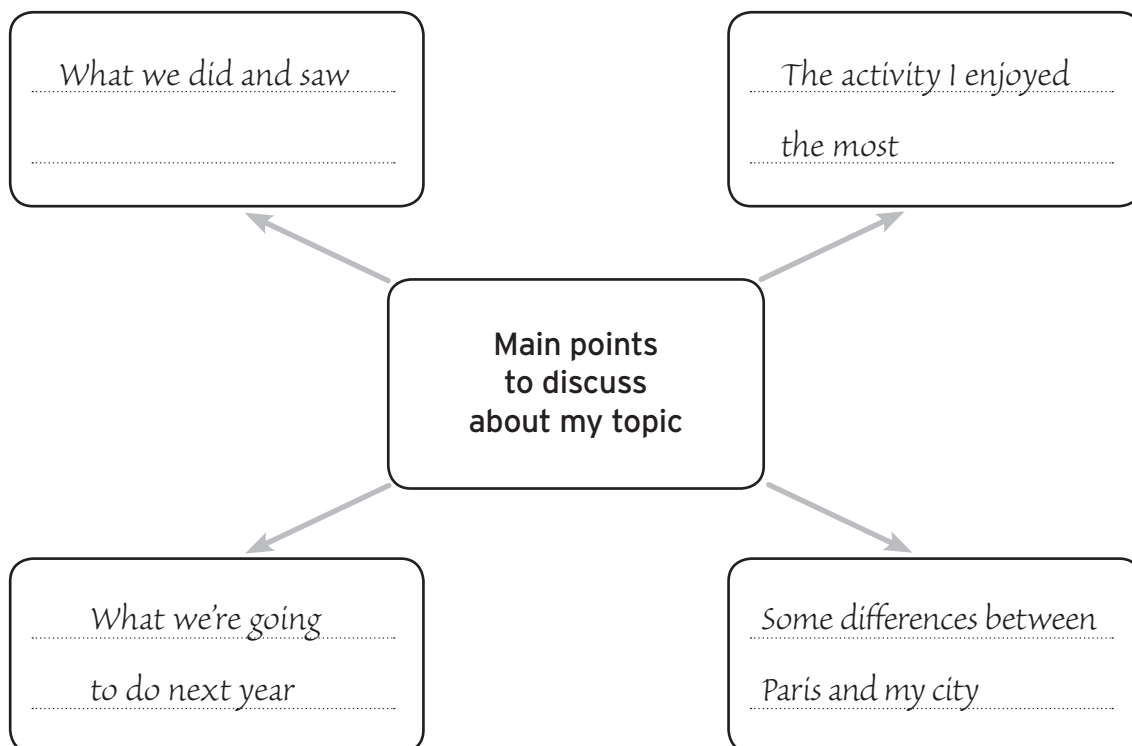 What we did and saw
The activity I enjoyed
the most
Main points
to discuss
about my topic
What we're going
to do next year
Some differences between
Paris and my city